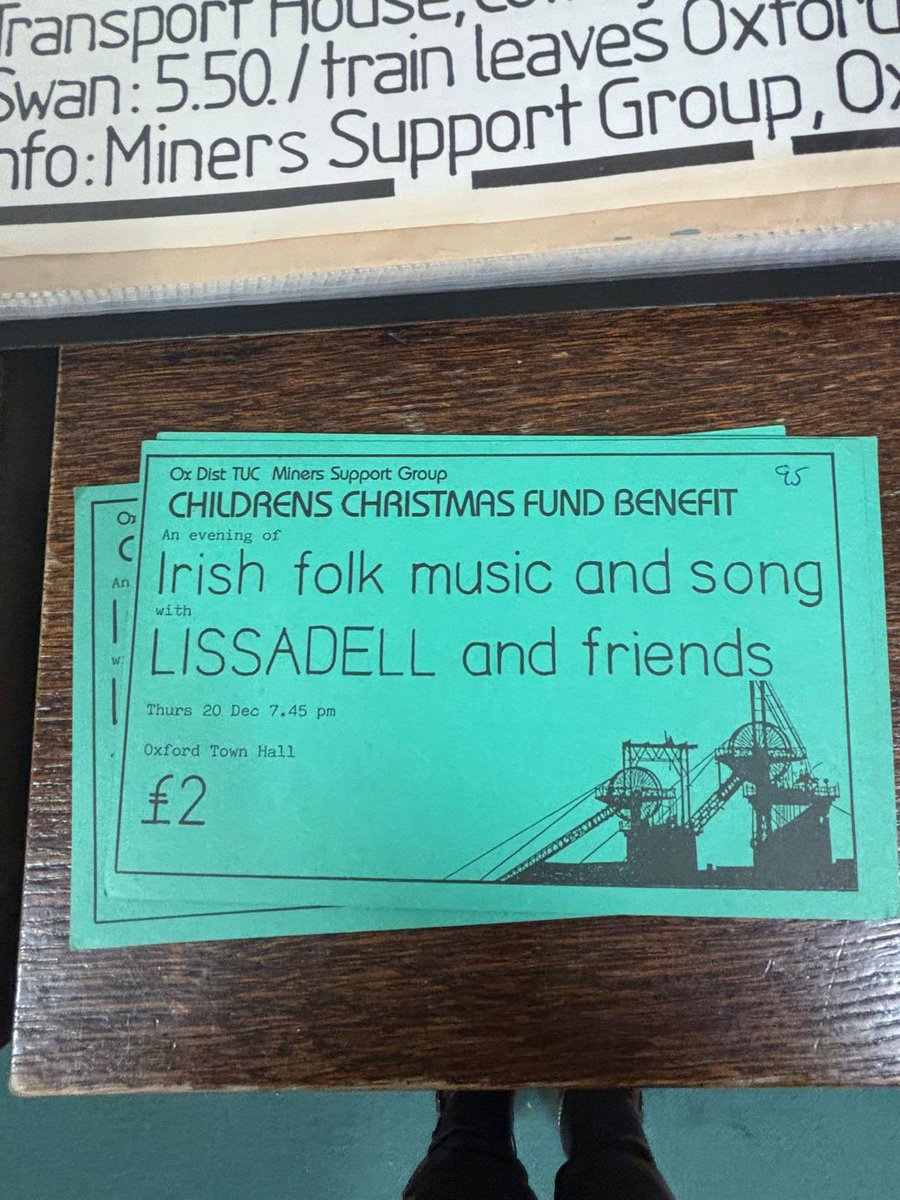 Transport House,
Swan: 5.50. / train leaves Oxford
nfo: Miners Support Group, Ox
Ox Dist TUC Miners Support Group
95
CHILDRENS CHRISTMAS FUND BENEFIT
An evening of
Irish folk music and song
with
LISSADELL and friends
Thurs 20 Dec 7.45 pm
Oxford Town Hall
£2
Ox
C
An
I
w